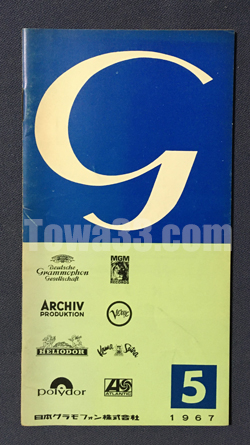 G
Towa33.com
Deutsche
Grammophon
Gesellschaft
MGM
RECORDS
ARCHIV
PRODUKTION
Verve
HELIODOR
Kama Sutra
polydor
ATLANTIC
5
1967
日本グラモフォン株式会社